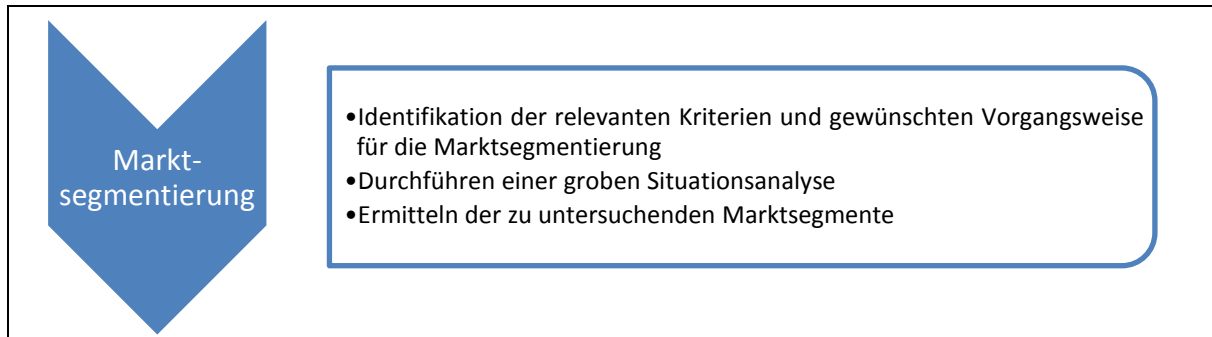 Markt-
segmentierung
•Identifikation der relevanten Kriterien und gewünschten Vorgangsweise
für die Marktsegmentierung
•Durchführen einer groben Situationsanalyse
•Ermitteln der zu untersuchenden Marktsegmente